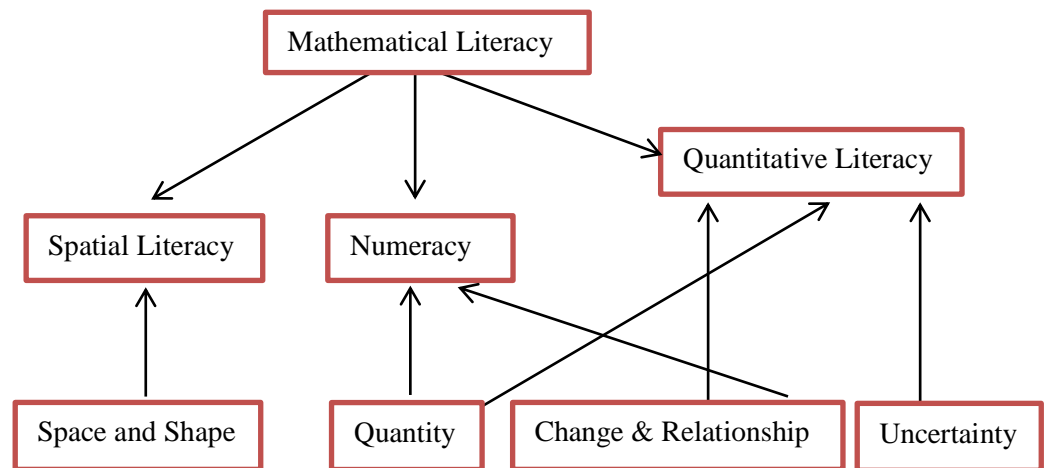 Mathematical Literacy
Quantitative Literacy
Spatial Literacy
Numeracy
Space and Shape
Quantity
Change & Relationship
Uncertainty